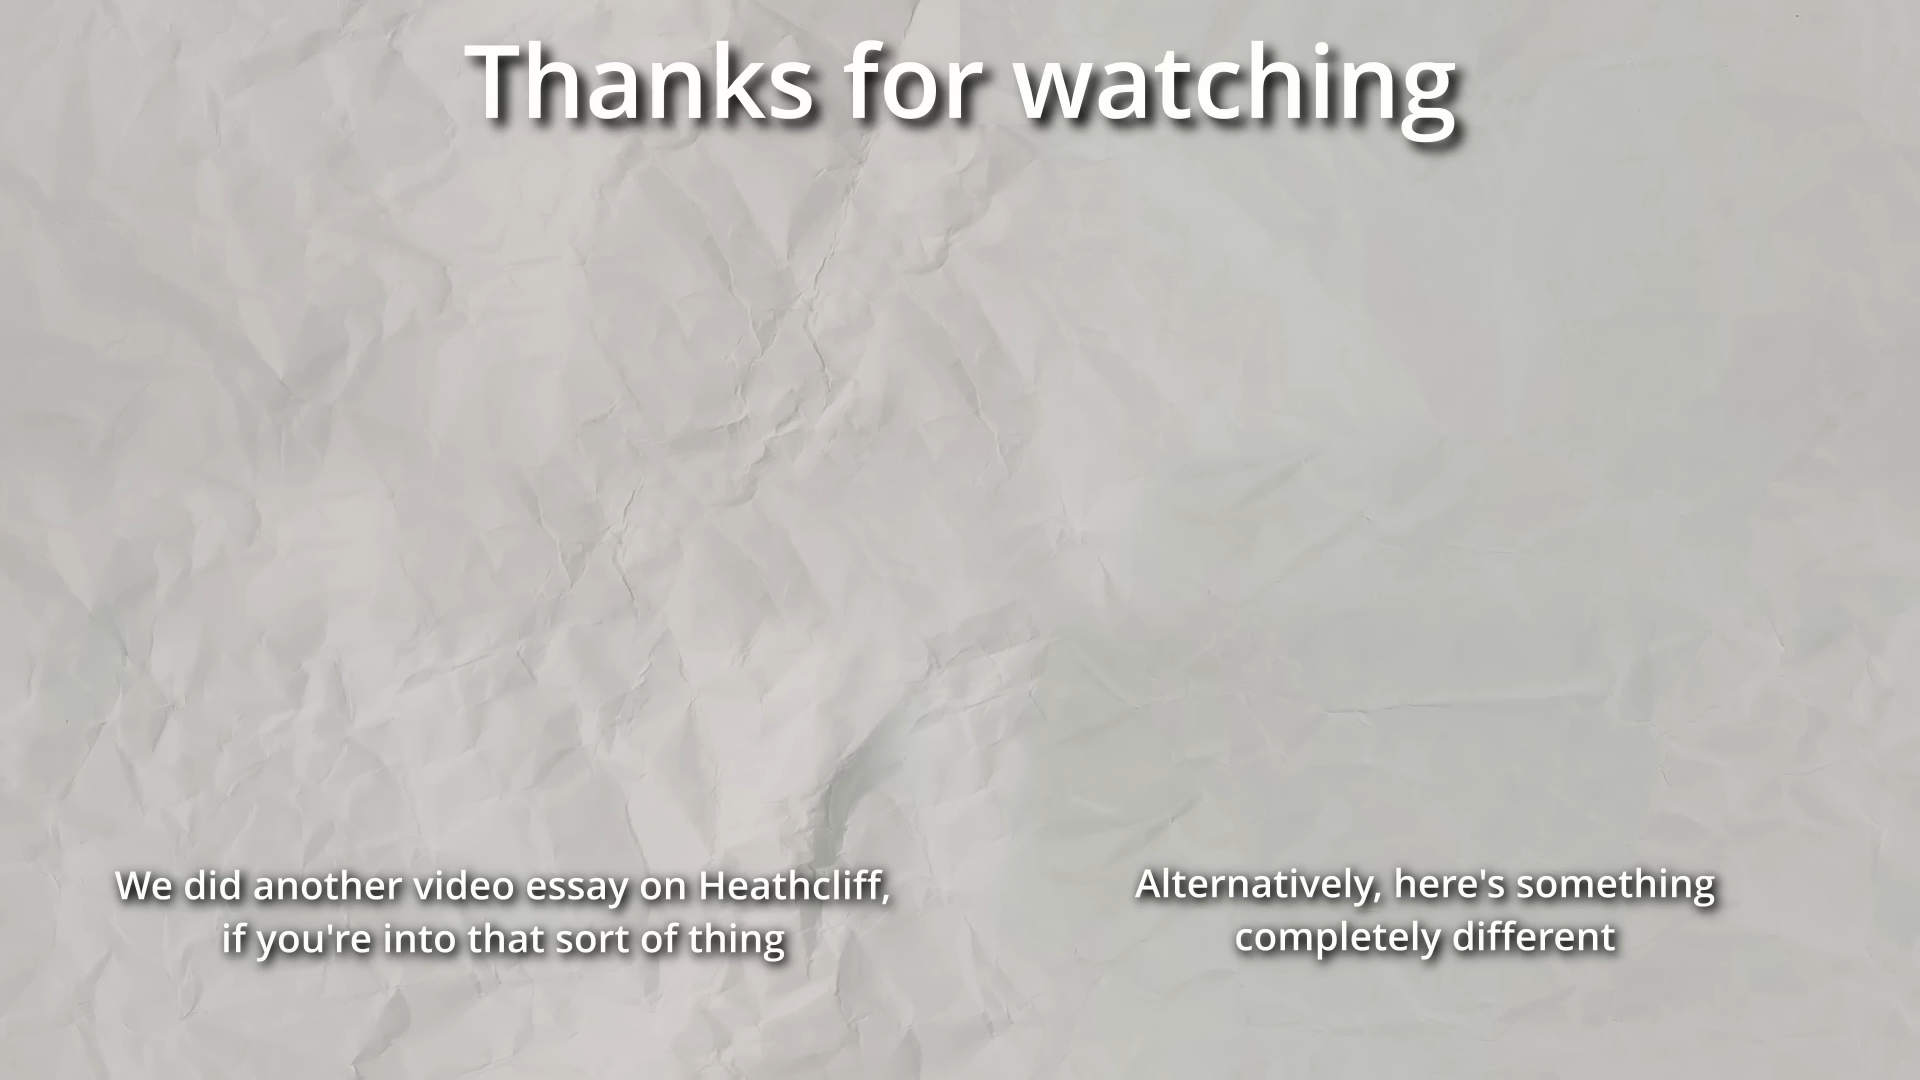 Thanks for watching
We did another video essay on Heathcliff,
if you're into that sort of thing
Alternatively, here's something
completely different